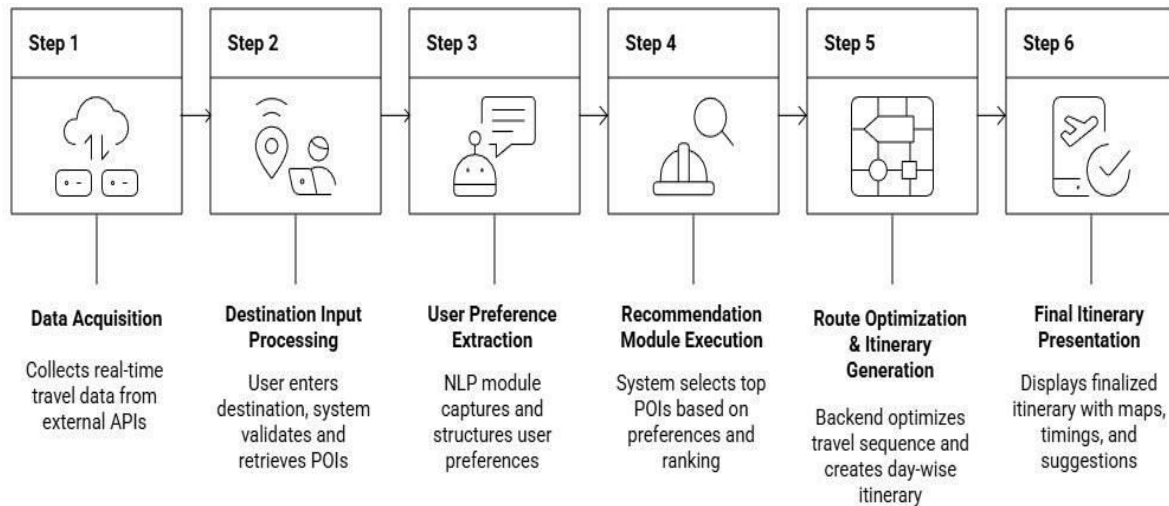 Step 1
Step 2
Step 3
Step 4
Step 5
Step 6
Data Acquisition
Collects real-time
travel data from
external APIs
Destination Input
Processing
User enters
destination, system
validates and
retrieves POIs
User Preference
Extraction
NLP module
captures and
structures user
preferences
Recommendation
Module Execution
System selects top
POIs based on
preferences and
ranking
Route Optimization
& Itinerary
Generation
Backend optimizes
travel sequence and
creates day-wise
itinerary
Final Itinerary
Presentation
Displays finalized
itinerary with maps,
timings, and
suggestions